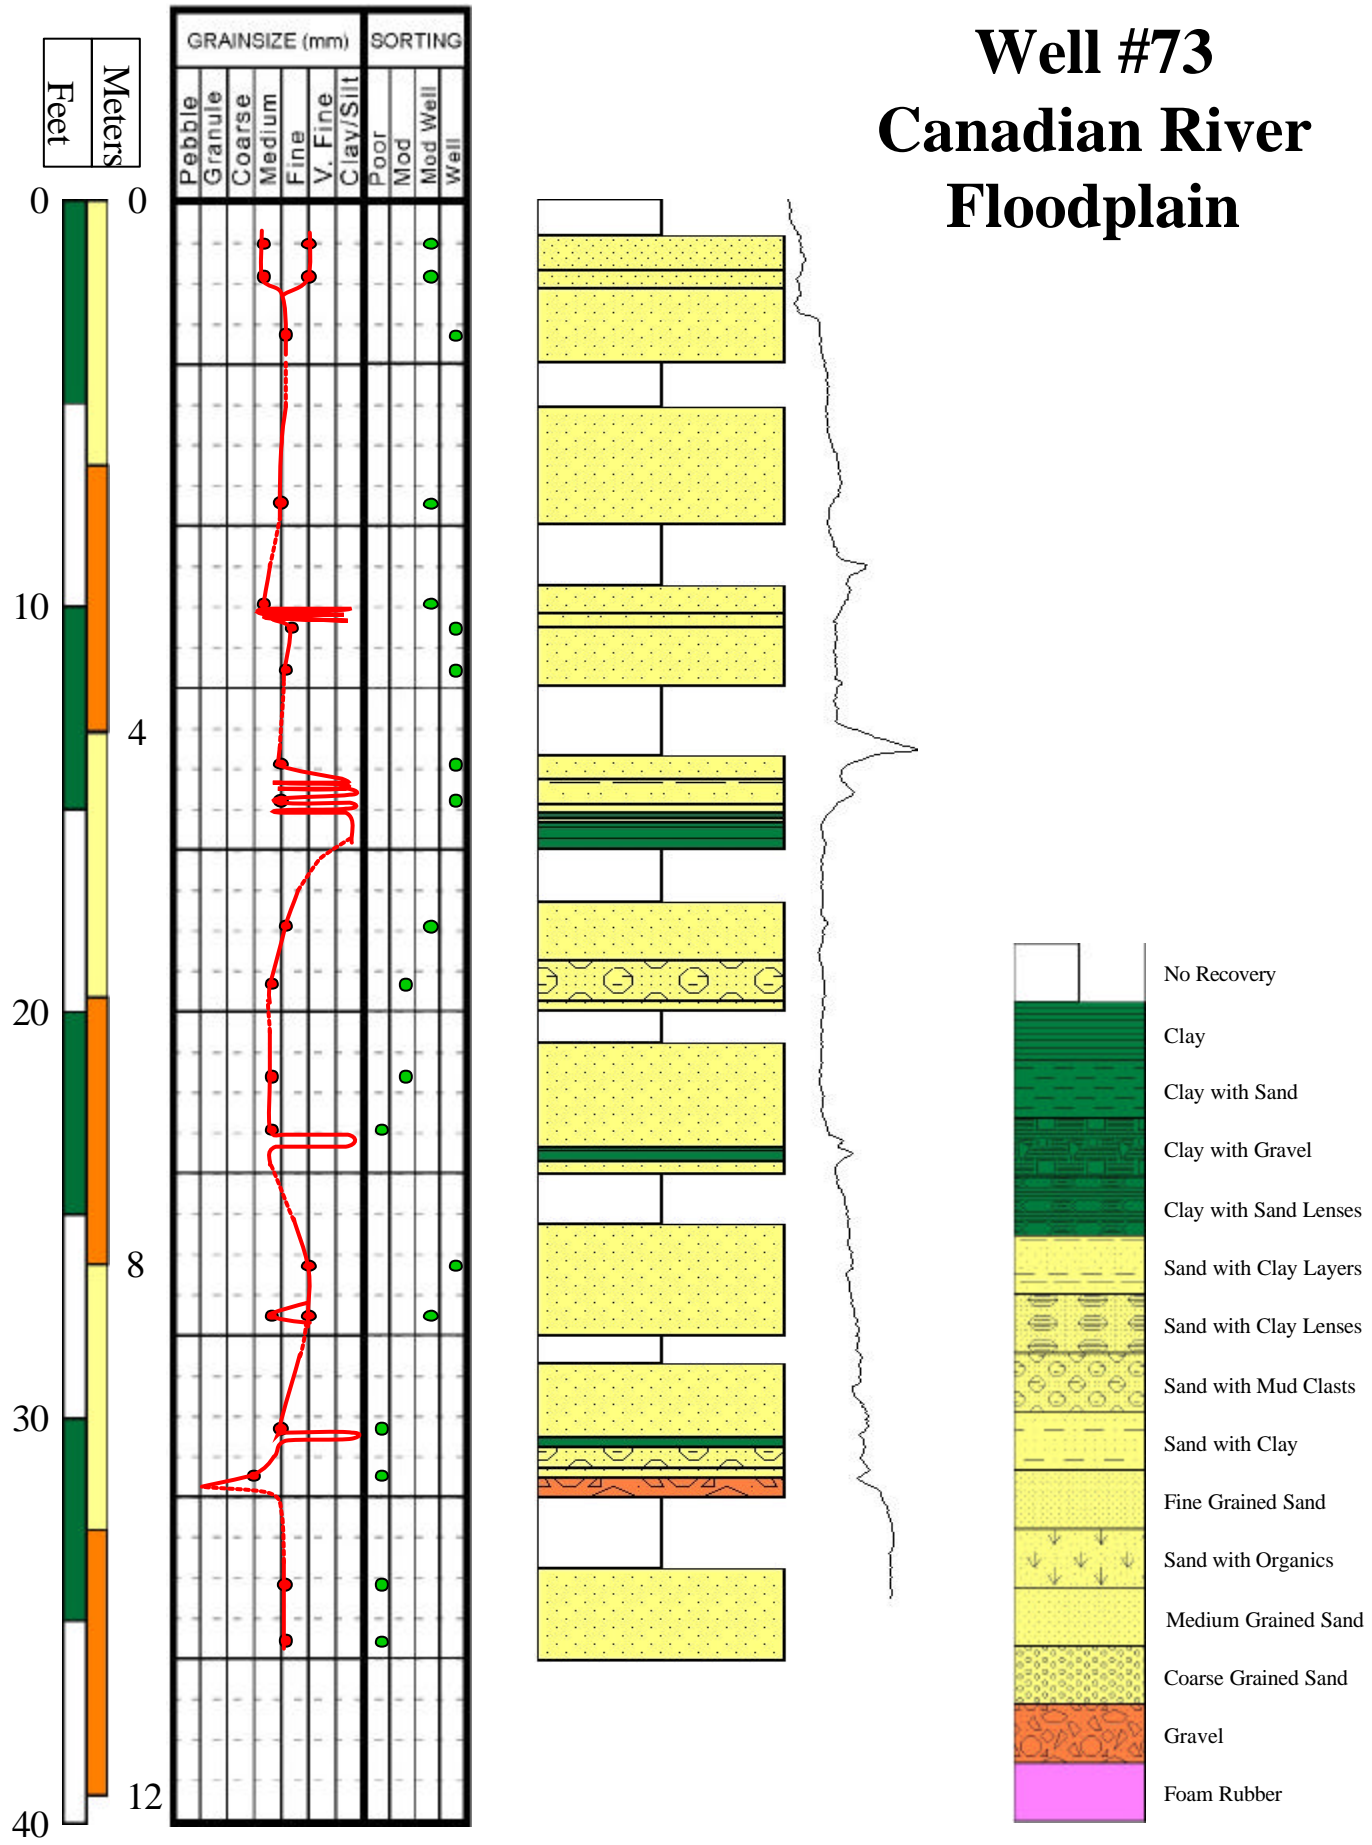 Well #73
Canadian River
Floodplain
Feet
Meters
GRAINSIZE (mm)
SORTING
Pebble
Granule
Coarse
Medium
Fine
V. Fine
Clay/Silt
Poor
Mod
Mod Well
Well
0
0
10
4
20
8
30
12
40
No Recovery
Clay
Clay with Sand
Clay with Gravel
Clay with Sand Lenses
Sand with Clay Layers
Sand with Clay Lenses
Sand with Mud Clasts
Sand with Clay
Fine Grained Sand
Sand with Organics
Medium Grained Sand
Coarse Grained Sand
Gravel
Foam Rubber